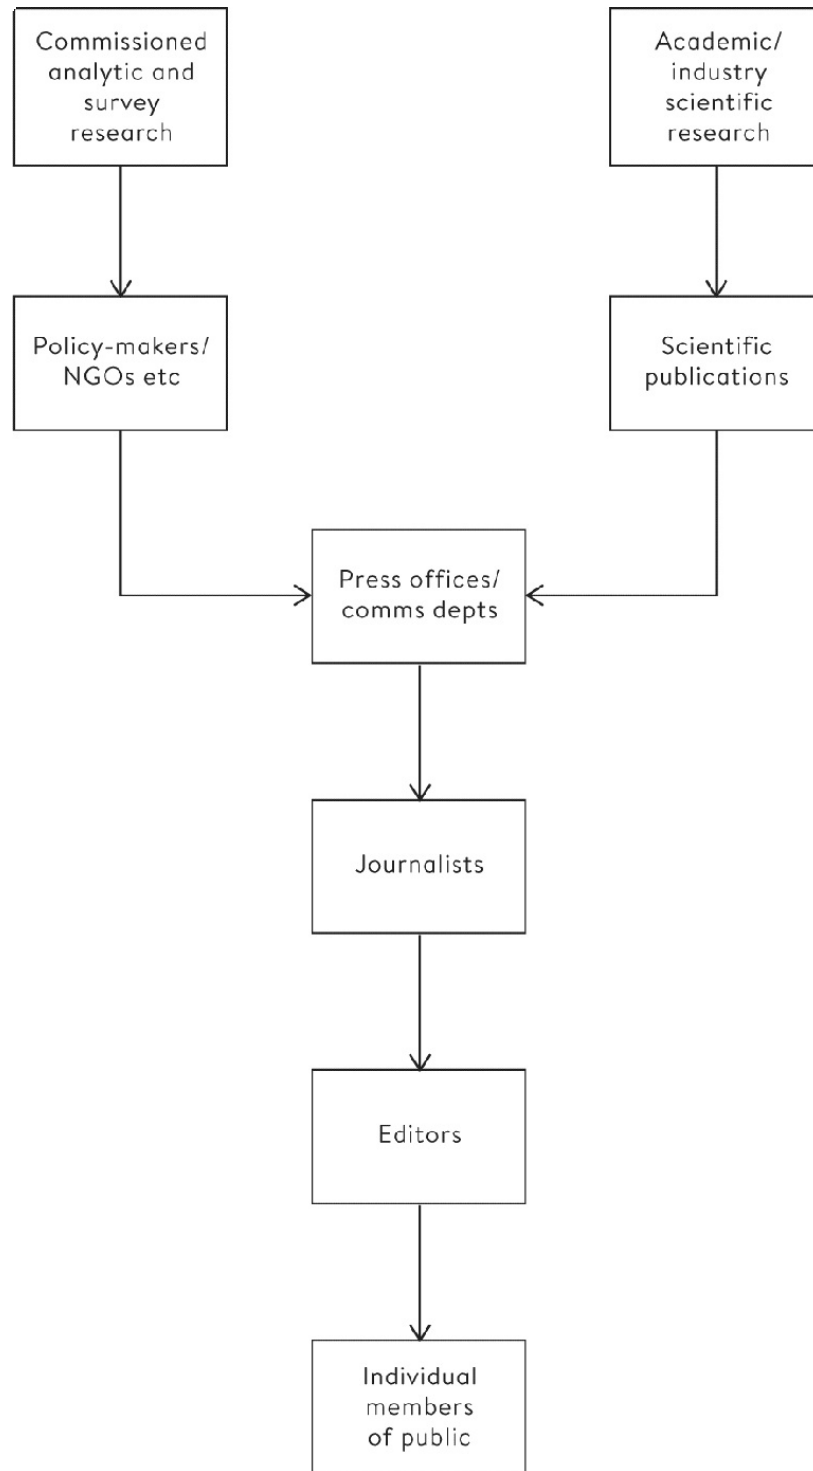 Commissioned
analytic and
survey
research
Academic/
industry
scientific
research
Policy-makers/
NGOs etc
Scientific
publications
Press offices/
comms depts
Journalists
Editors
Individual
members
of public